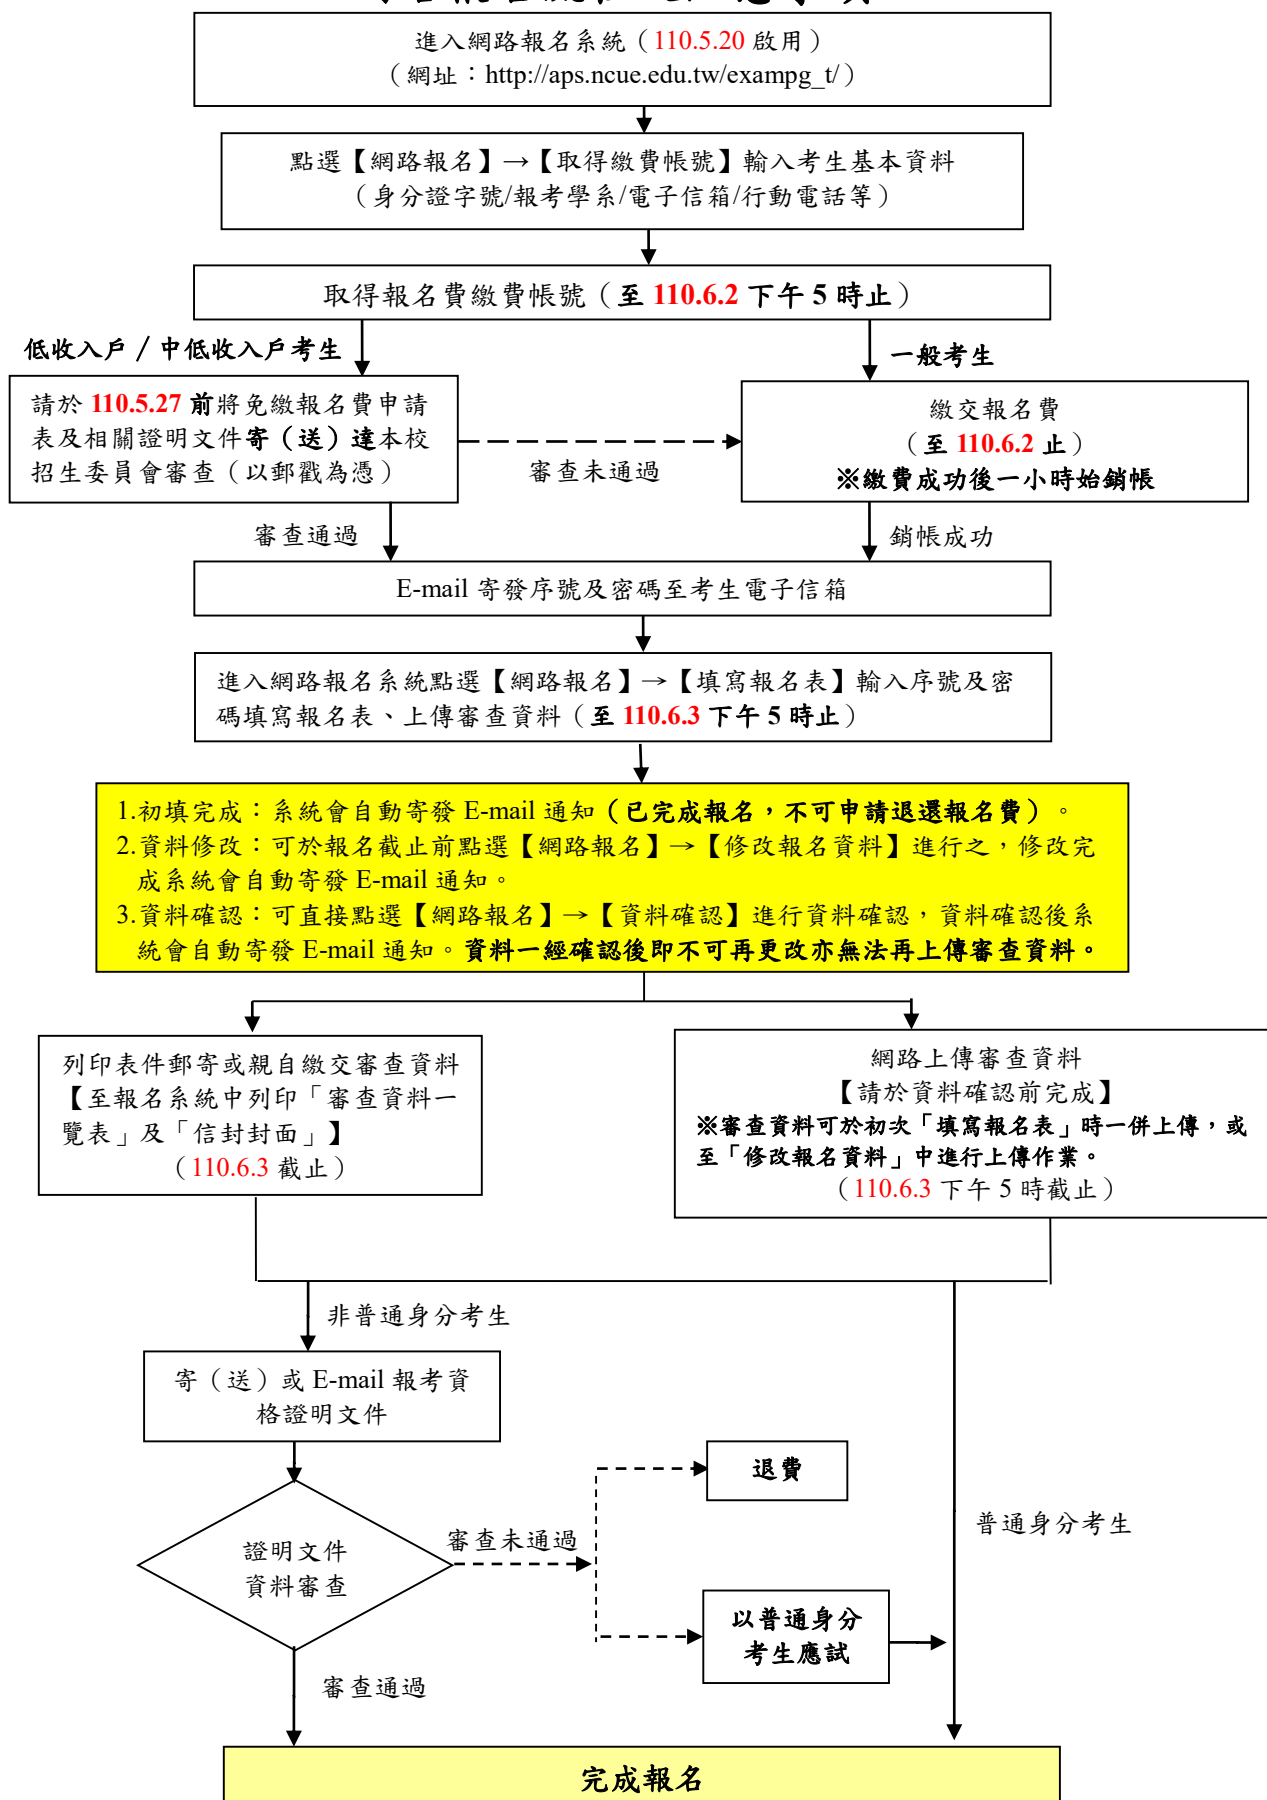 進入網路報名系統（110.5.20 啟用）
（網址：http://aps.ncue.edu.tw/exampg_t/）
點選【網路報名】→【取得繳費帳號】輸入考生基本資料
（身分證字號/報考學系/電子信箱/行動電話等）
取得報名費繳費帳號（至 110.6.2 下午 5 時止）
低收入戶／中低收入戶考生
一般考生
請於 110.5.27 前將免繳報名費申請
表及相關證明文件寄（送）達本校
招生委員會審查（以郵戳為憑）
審查未通過
繳交報名費
（至 110.6.2 止）
※繳費成功後一小時始銷帳
審查通過
銷帳成功
E-mail 寄發序號及密碼至考生電子信箱
進入網路報名系統點選【網路報名】→【填寫報名表】輸入序號及密
碼填寫報名表、上傳審查資料（至 110.6.3 下午 5 時止）
1.初填完成：系統會自動寄發 E-mail 通知（已完成報名，不可申請退還報名費）。
2.資料修改：可於報名截止前點選【網路報名】→【修改報名資料】進行之，修改完
成系統會自動寄發 E-mail 通知。
3.資料確認：可直接點選【網路報名】→【資料確認】進行資料確認，資料確認後系
統會自動寄發 E-mail 通知。資料一經確認後即不可再更改亦無法再上傳審查資料。
列印表件郵寄或親自繳交審查資料
【至報名系統中列印「審查資料一
覽表」及「信封封面」】
（110.6.3 截止）
網路上傳審查資料
【請於資料確認前完成】
※審查資料可於初次「填寫報名表」時一併上傳，或
至「修改報名資料」中進行上傳作業。
（110.6.3 下午 5 時截止）
非普通身分考生
寄（送）或 E-mail 報考資
格證明文件
退費
普通身分考生
證明文件
資料審查
審查未通過
以普通身分
考生應試
審查通過
完成報名